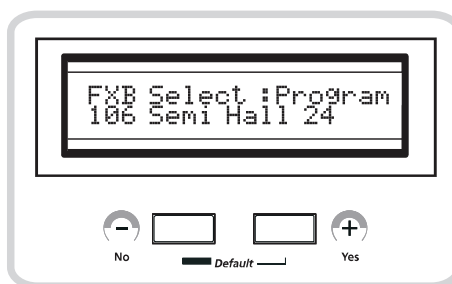 FXB Select :Program
106 Semi Hall 24
- +
No Default Yes